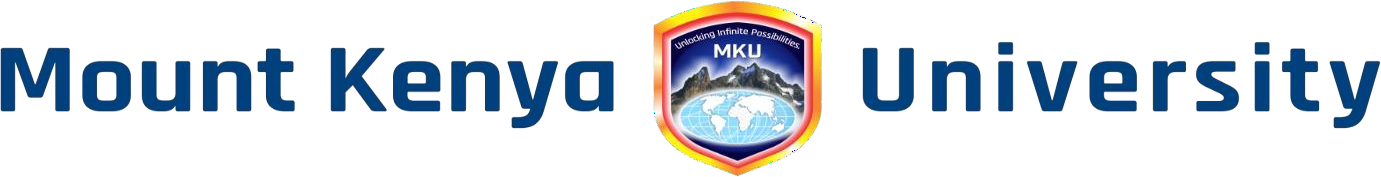 Mount Kenya University
Unlocking Infinite Possibilities.
MKU